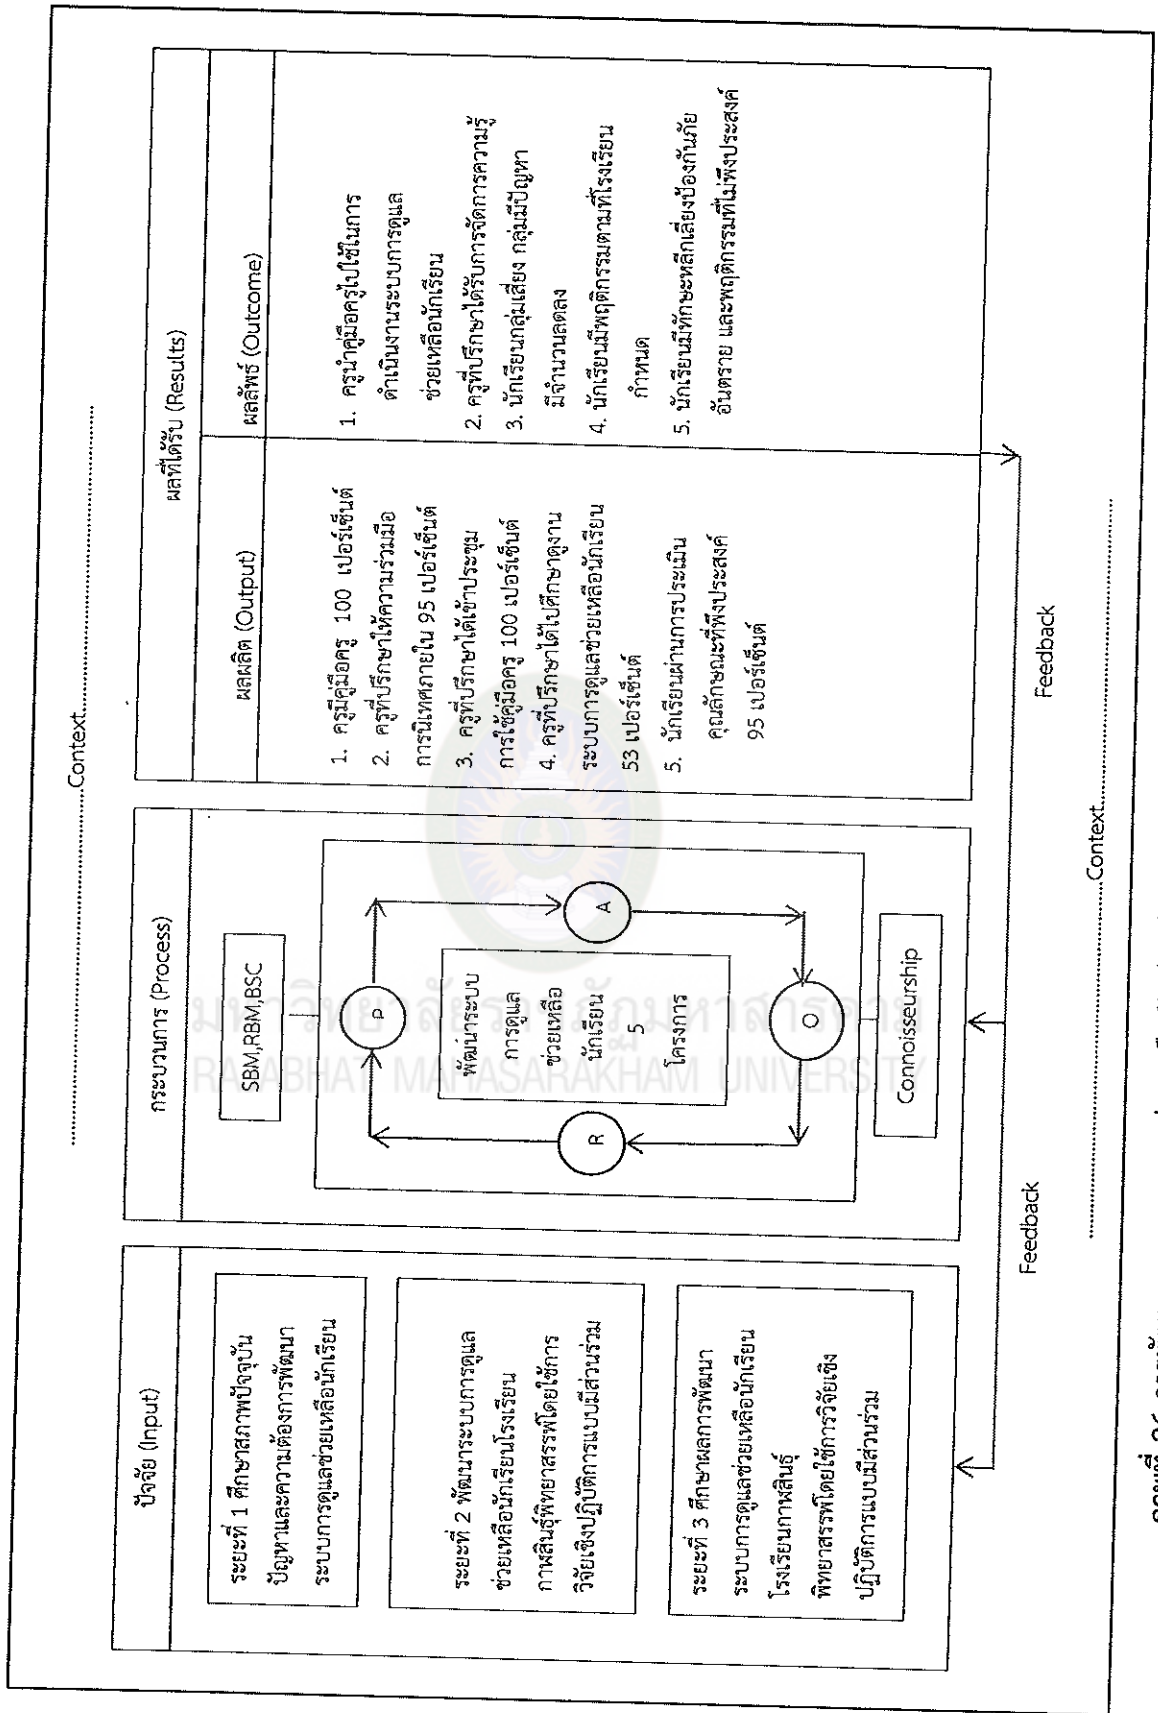 Context
ปัจจัย (Input)
ระยะที่ 1 ศึกษาสภาพปัจจุบัน
ปัญหาและความต้องการพัฒนา
ระบบการดูแลช่วยเหลือนักเรียน
ระยะที่ 2 พัฒนาระบบการดูแล
ช่วยเหลือนักเรียนโรงเรียน
กาฬสินธุ์พิทยาสรรพ์โดยใช้การ
วิจัยเชิงปฏิบัติการแบบมีส่วนร่วม
ระยะที่ 3 ศึกษาผลการพัฒนา
ระบบการดูแลช่วยเหลือนักเรียน
โรงเรียนกาฬสินธุ์
พิทยาสรรพ์โดยใช้การวิจัยเชิง
ปฏิบัติการแบบมีส่วนร่วม
กระบวนการ (Process)
SBM,RBM,BSC
P
A
O
R
พัฒนาระบบ
การดูแล
ช่วยเหลือ
นักเรียน
5
โครงการ
Connoisseurship
ผลที่ได้รับ (Results)
ผลผลิต (Output)
1. ครูมีคู่มือครู 100 เปอร์เซ็นต์
2. ครูที่ปรึกษาให้ความร่วมมือ
การนิเทศภายใน 95 เปอร์เซ็นต์
3. ครูที่ปรึกษาได้เข้าประชุม
การใช้คู่มือครู 100 เปอร์เซ็นต์
4. ครูที่ปรึกษาได้ไปศึกษาดูงาน
ระบบการดูแลช่วยเหลือนักเรียน
53 เปอร์เซ็นต์
5. นักเรียนผ่านการประเมิน
คุณลักษณะที่พึงประสงค์
95 เปอร์เซ็นต์
ผลลัพธ์ (Outcome)
1. ครูนำคู่มือครูไปใช้ในการ
ดำเนินงานระบบการดูแล
ช่วยเหลือนักเรียน
2. ครูที่ปรึกษาได้รับการจัดการความรู้
3. นักเรียนกลุ่มเสี่ยง กลุ่มมีปัญหา
มีจำนวนลดลง
4. นักเรียนมีพฤติกรรมตามที่โรงเรียน
กำหนด
5. นักเรียนมีทักษะหลีกเลี่ยงป้องกันภัย
อันตราย และพฤติกรรมที่ไม่พึงประสงค์
Feedback
Feedback
Context
มหาวิทยาลัยราชภัฏมหาสารคาม
RAJABHAT MAHASARAKHAM UNIVERSITY